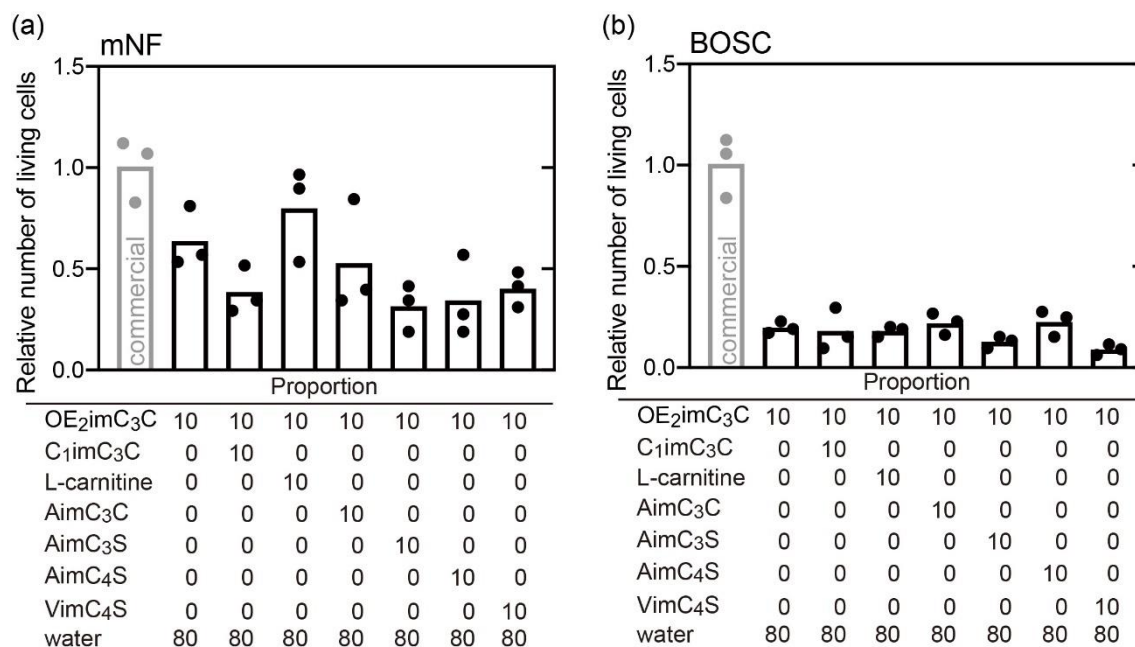 (a)
mNF
Relative number of living cells
1.5
1.0
0.5
0.0
commercial
Proportion
OE₂imC₃C 10 10 10 10 10 10 10
C₁imC₃C 0 10 0 0 0 0 0
L-carnitine 0 0 10 0 0 0 0
AimC₃C 0 0 0 10 0 0 0
AimC₃S 0 0 0 0 10 0 0
AimC₄S 0 0 0 0 0 10 0
VimC₄S 0 0 0 0 0 0 10
water 80 80 80 80 80 80 80
(b)
BOSC
Relative number of living cells
1.5
1.0
0.5
0.0
commercial
Proportion
OE₂imC₃C 10 10 10 10 10 10 10
C₁imC₃C 0 10 0 0 0 0 0
L-carnitine 0 0 10 0 0 0 0
AimC₃C 0 0 0 10 0 0 0
AimC₃S 0 0 0 0 10 0 0
AimC₄S 0 0 0 0 0 10 0
VimC₄S 0 0 0 0 0 0 10
water 80 80 80 80 80 80 80